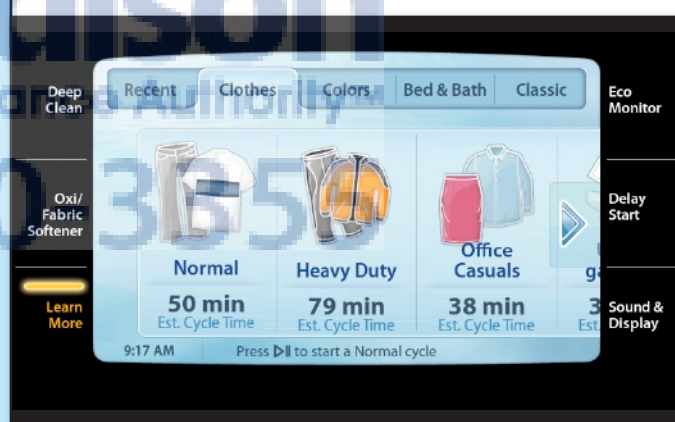 Deep
Clean
Oxi/
Fabric
Softener
Learn
More
Recent
Clothes
Colors
Bed & Bath
Classic
Normal
50 min
Est. Cycle Time
Heavy Duty
79 min
Est. Cycle Time
Office
Casuals
38 min
Est. Cycle Time
9:17 AM
Press to start a Normal cycle
Eco
Monitor
Delay
Start
Sound &
Display